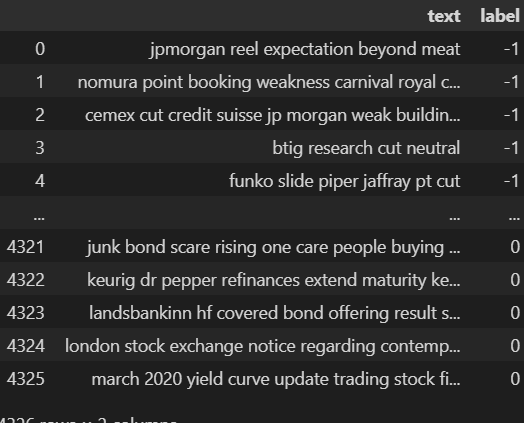 text label
0 jpmorgan reel expectation beyond meat -1
1 nomura point booking weakness carnival royal c... -1
2 cemex cut credit suisse jp morgan weak buildin... -1
3 btig research cut neutral -1
4 funko slide piper jaffray pt cut -1
... ... ...
4321 junk bond scare rising one care people buying ... 0
4322 keurig dr pepper refinances extend maturity ke... 0
4323 landsbankinn hf covered bond offering result s... 0
4324 london stock exchange notice regarding contemp... 0
4325 march 2020 yield curve update trading stock fi... 0
4326 rows x 2 columns